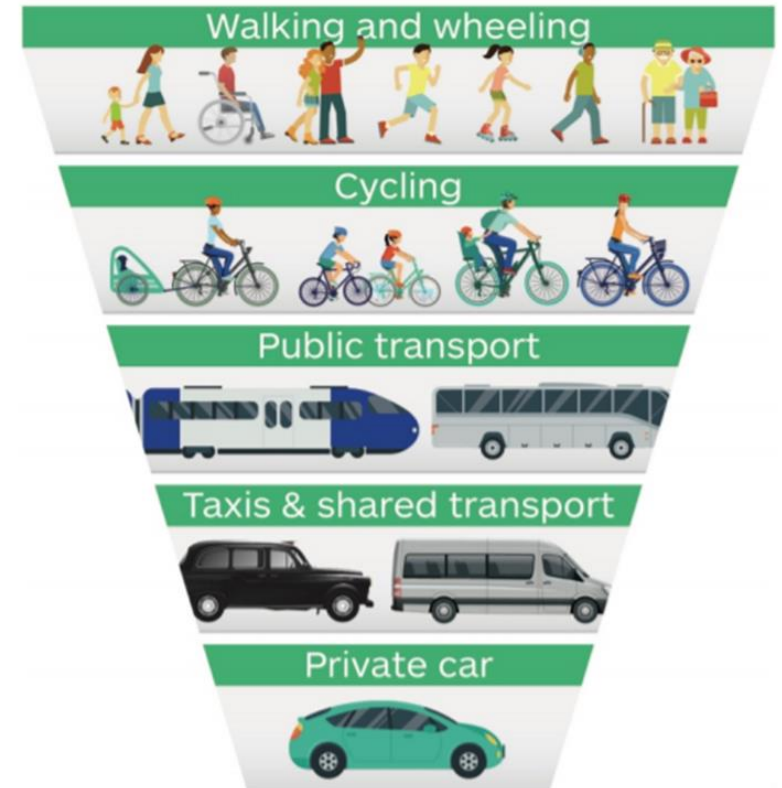 Walking and wheeling
Cycling
Public transport
Taxis & shared transport
Private car